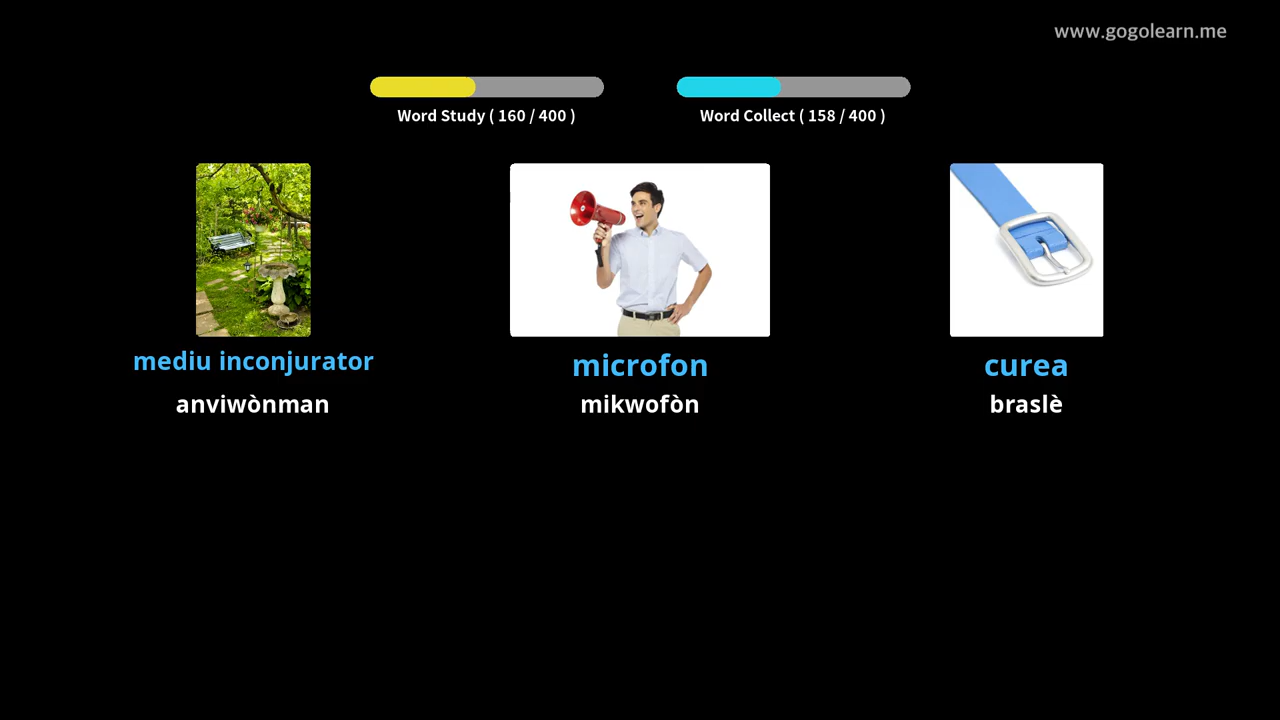 www.gogolearn.me
Word Study ( 160 / 400 )
Word Collect ( 158 / 400 )
mediu inconjurator
microfon
curea
anviwònman
mikwofòn
braslè